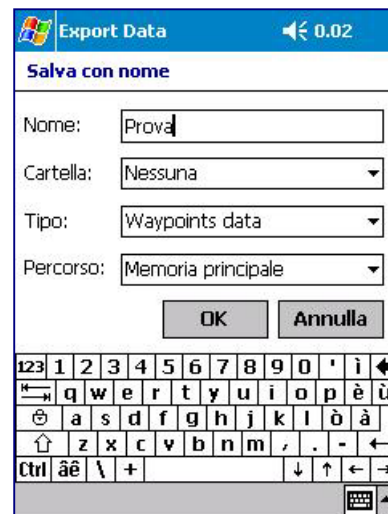 Export Data 0.02
Salva con nome
Nome: Prova
Cartella: Nessuna
Tipo: Waypoints data
Percorso: Memoria principale
OK Annulla
123 1 2 3 4 5 6 7 8 9 0 ' ì
q w e r t y u i o p è ù
a s d f g h j k l ò à
z x c v b n m , . -
Ctrl âê \ +